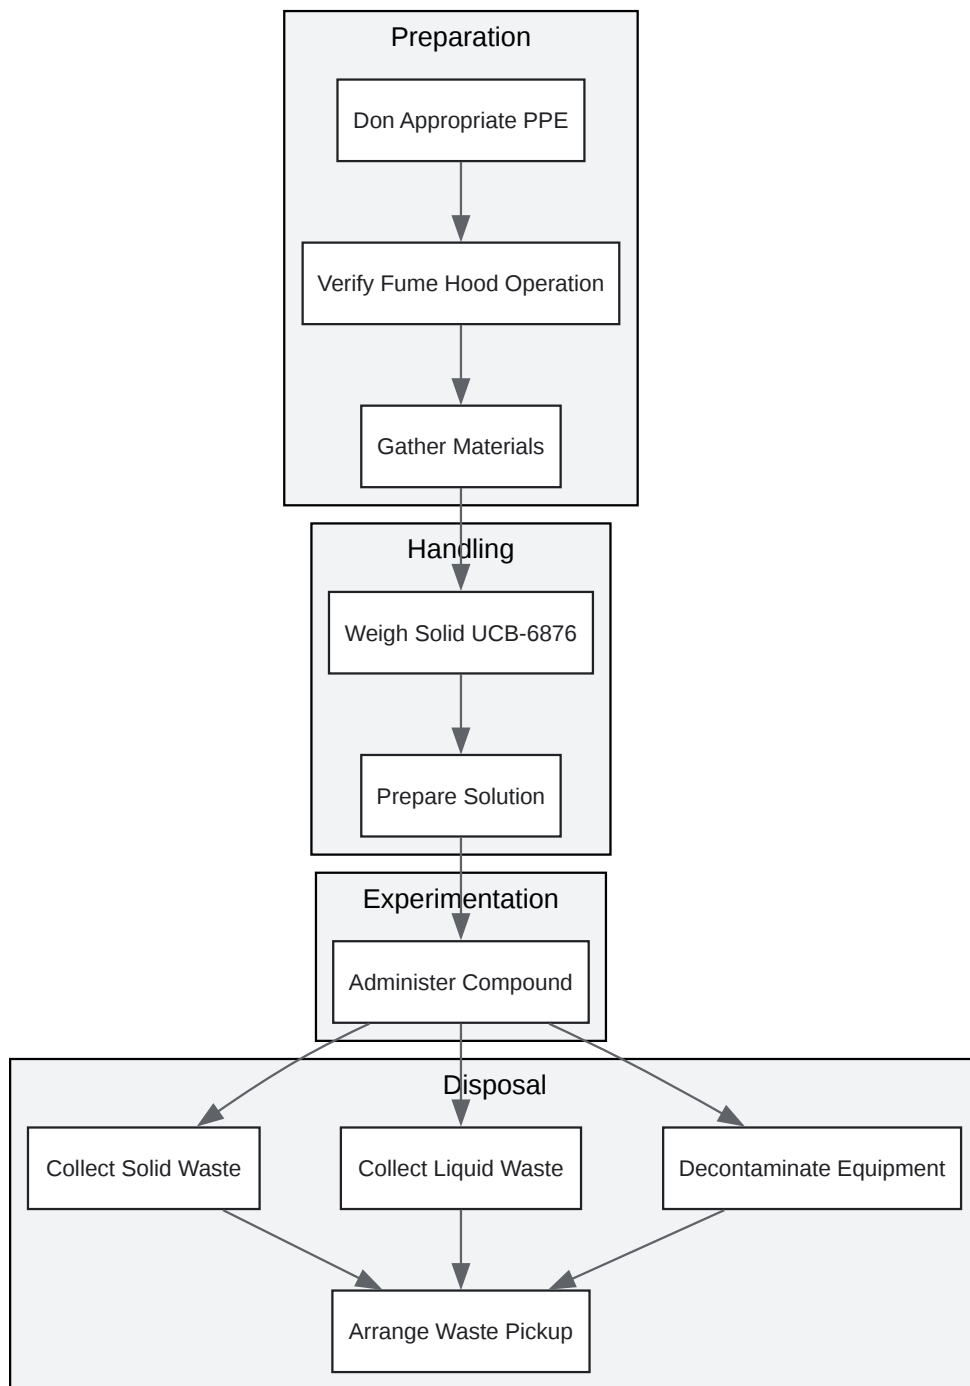 Preparation
Don Appropriate PPE
Verify Fume Hood Operation
Gather Materials
Handling
Weigh Solid UCB-6876
Prepare Solution
Experimentation
Administer Compound
Disposal
Collect Solid Waste
Collect Liquid Waste
Decontaminate Equipment
Arrange Waste Pickup